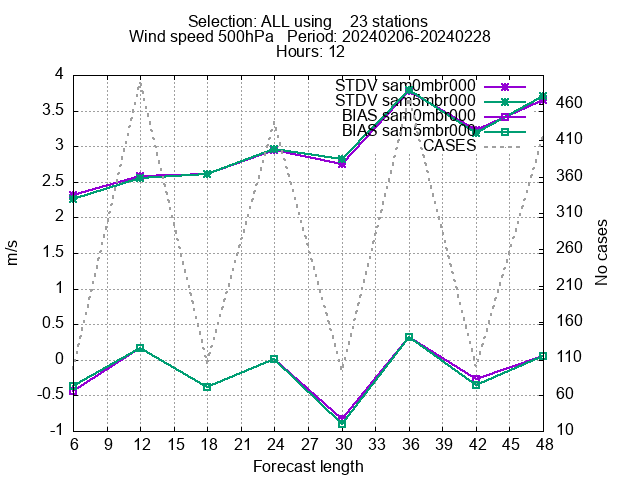 Selection: ALL using    23 stations
Wind speed 500hPa   Period: 20240206-20240228
Hours: 12
STDV sam0mbr000
STDV sam5mbr000
BIAS sam0mbr000
BIAS sam5mbr000
CASES
4
3.5
3
2.5
2
1.5
1
0.5
0
-0.5
-1
m/s
460
410
360
310
260
210
160
110
60
10
No cases
6 9 12 15 18 21 24 27 30 33 36 39 42 45 48
Forecast length